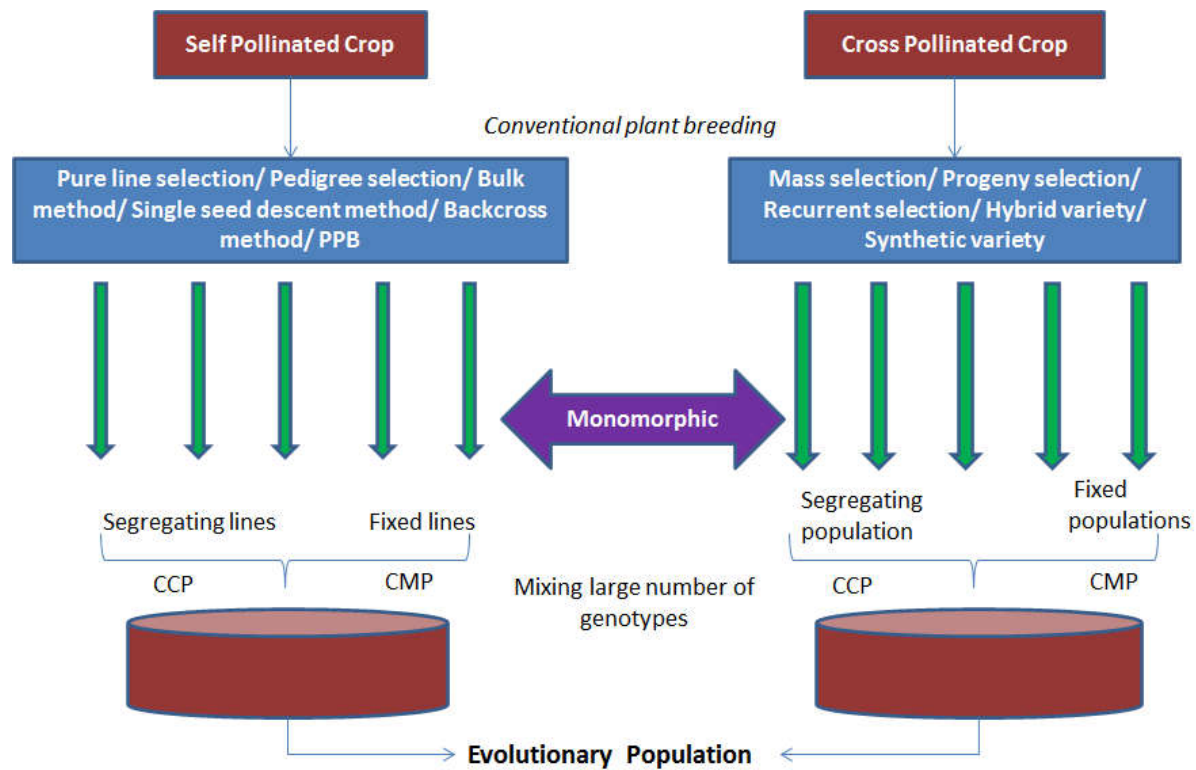 Self Pollinated Crop
Cross Pollinated Crop
Conventional plant breeding
Pure line selection/ Pedigree selection/ Bulk
method/ Single seed descent method/ Backcross
method/ PPB
Mass selection/ Progeny selection/
Recurrent selection/ Hybrid variety/
Synthetic variety
Monomorphic
Segregating lines
Fixed lines
Segregating
population
Fixed
populations
CCP
CMP
Mixing large number of
genotypes
CCP
CMP
Evolutionary Population